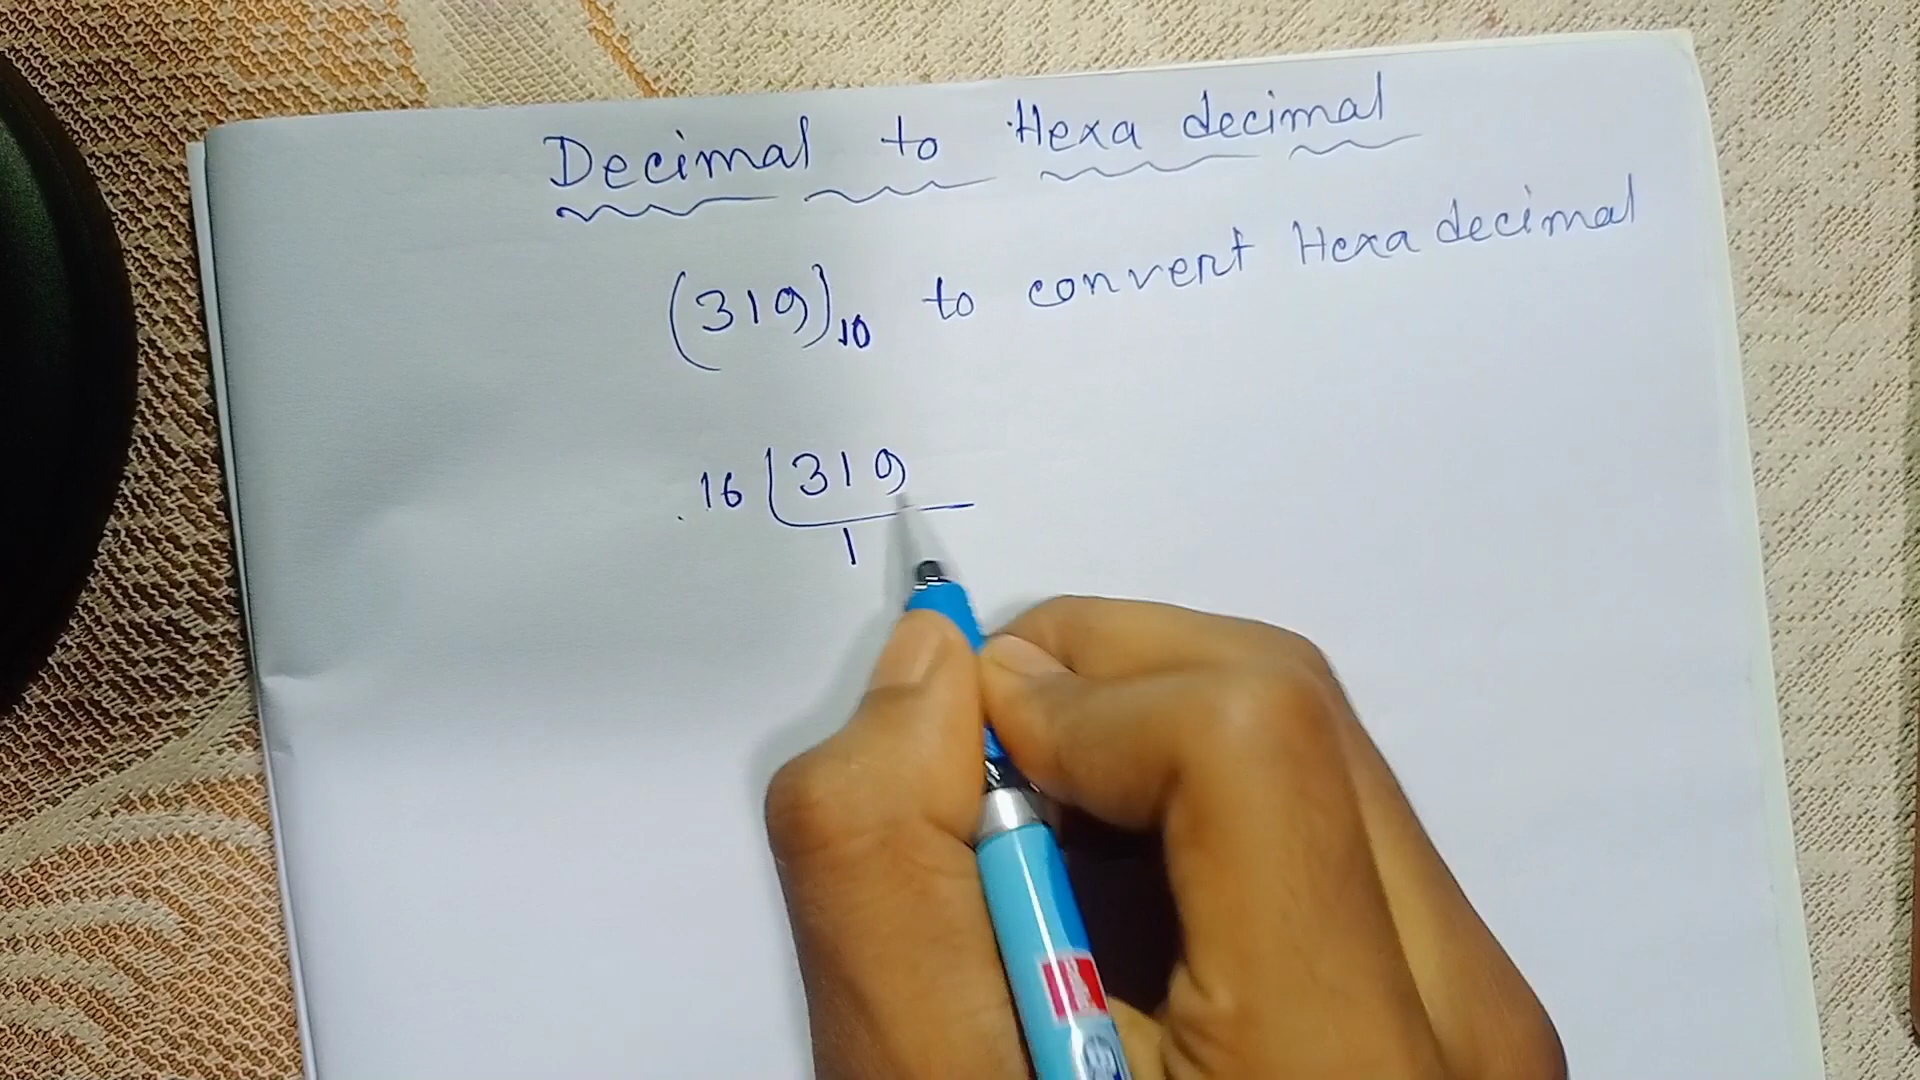 Decimal to Hexa decimal
(319)10 to convert Hexa decimal
16 319
1